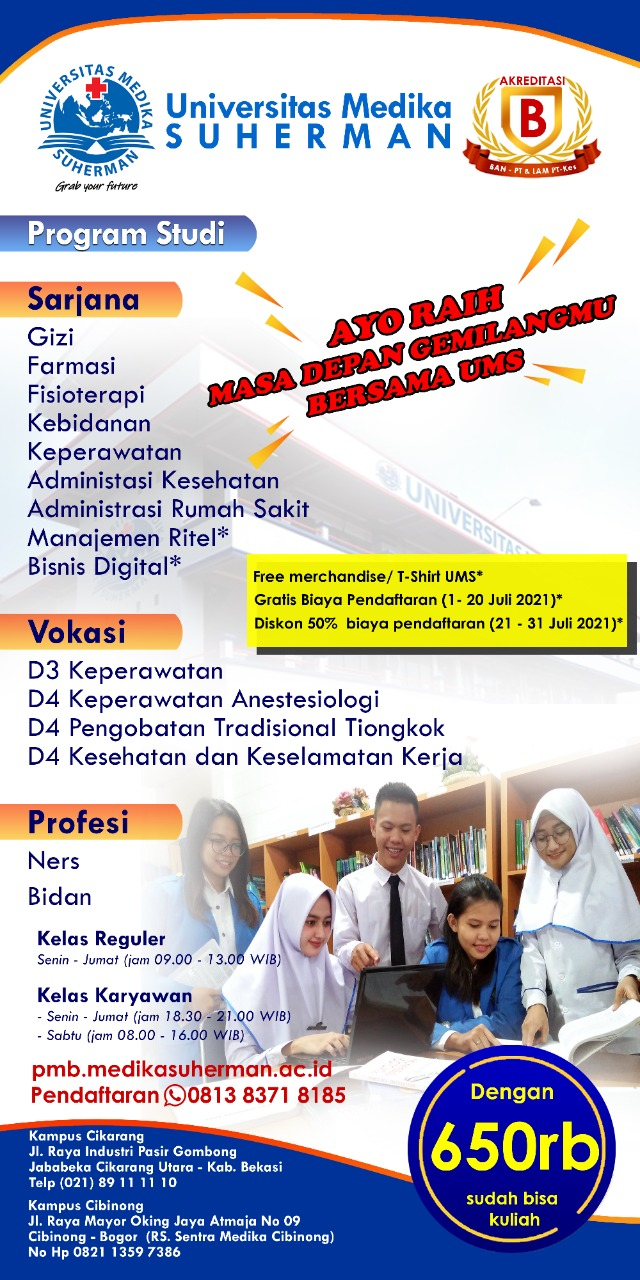 UNIVERSITAS MEDIKA
SUHERMAN
Grab your future
Universitas Medika
SUHERMAN
AKREDITASI
B
BAN - PT & LAM PT-Kes
Program Studi
Sarjana
Gizi
Farmasi
Fisioterapi
Kebidanan
Keperawatan
Administasi Kesehatan
Administrasi Rumah Sakit
Manajemen Ritel*
Bisnis Digital*
AYO RAIH
MASA DEPAN GEMILANGMU
BERSAMA UMS
UNIVERSITAS
Free merchandise/ T-Shirt UMS*
Gratis Biaya Pendaftaran (1- 20 Juli 2021)*
Diskon 50% biaya pendaftaran (21 - 31 Juli 2021)*
Vokasi
D3 Keperawatan
D4 Keperawatan Anestesiologi
D4 Pengobatan Tradisional Tiongkok
D4 Kesehatan dan Keselamatan Kerja
Profesi
Ners
Bidan
Kelas Reguler
Senin - Jumat (jam 09.00 - 13.00 WIB)
Kelas Karyawan
- Senin - Jumat (jam 18.30 - 21.00 WIB)
- Sabtu (jam 08.00 - 16.00 WIB)
pmb.medikasuherman.ac.id
Pendaftaran 0813 8371 8185
Dengan
650rb
sudah bisa
kuliah
Kampus Cikarang
Jl. Raya Industri Pasir Gombong
Jababeka Cikarang Utara - Kab. Bekasi
Telp (021) 89 11 11 10
Kampus Cibinong
Jl. Raya Mayor Oking Jaya Atmaja No 09
Cibinong - Bogor (RS. Sentra Medika Cibinong)
No Hp 0821 1359 7386